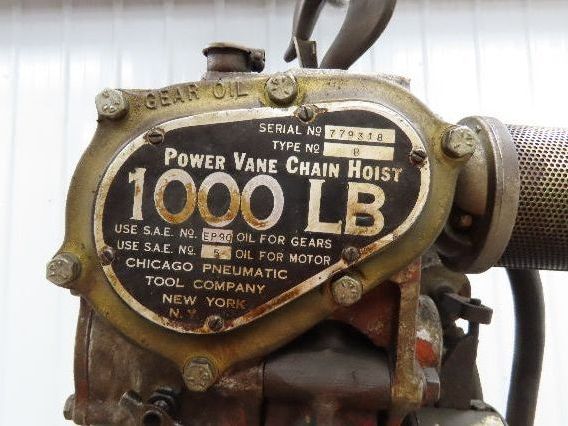 GEAR OIL
SERIAL NO 779318
TYPE NO
POWER VANE CHAIN HOIST
1000 LB
USE S.A.E. NO. EP90 OIL FOR GEARS
USE S.A.E. NO. OIL FOR MOTOR
CHICAGO PNEUMATIC
TOOL COMPANY
NEW YORK
N.Y.